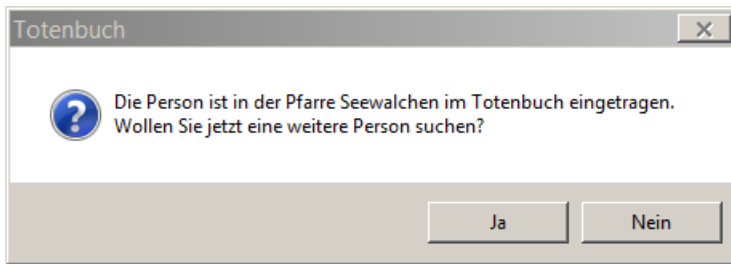 Totenbuch
Die Person ist in der Pfarre Seewalchen im Totenbuch eingetragen.
Wollen Sie jetzt eine weitere Person suchen?
Ja
Nein